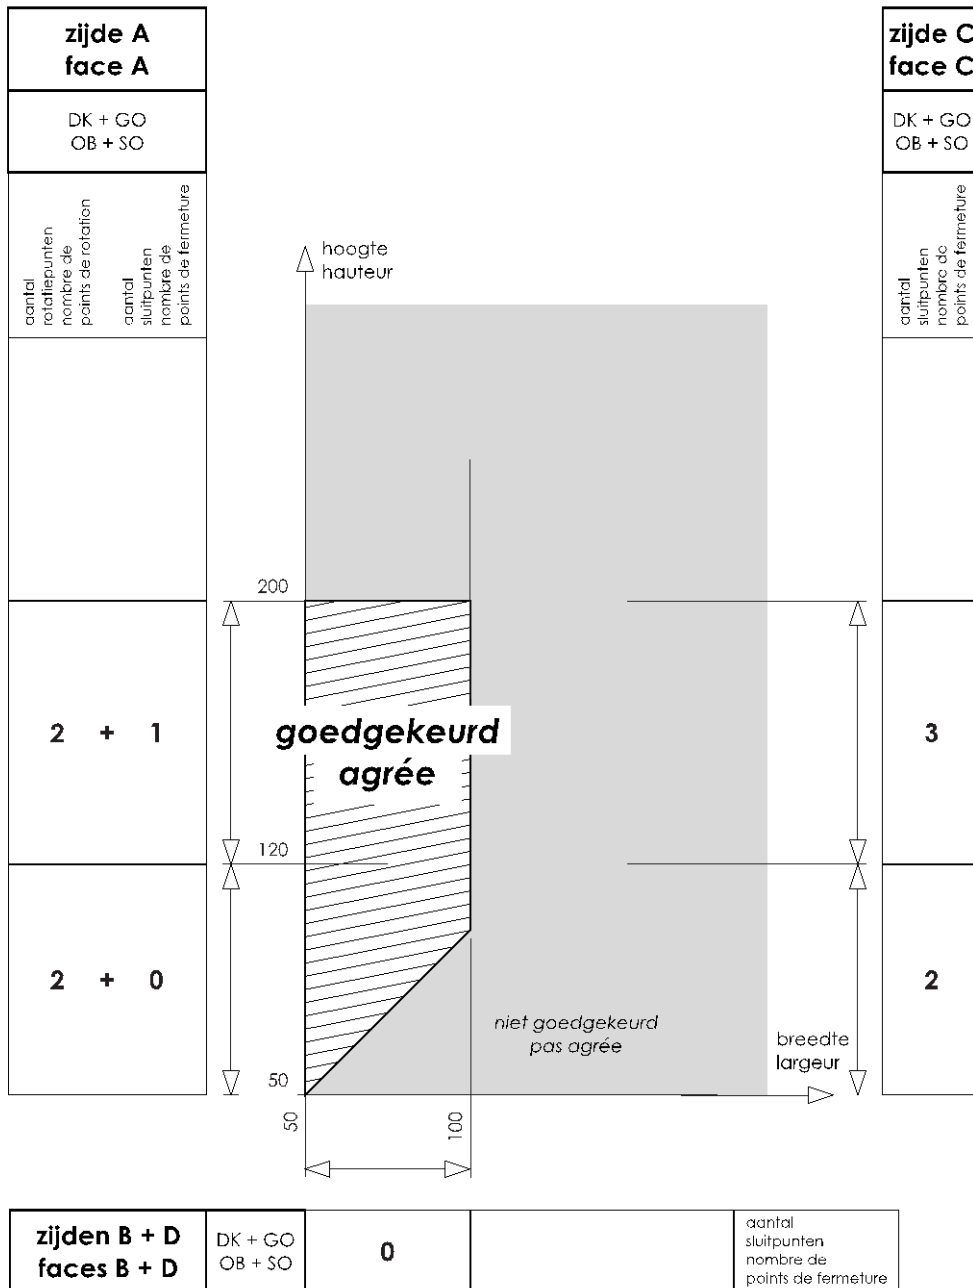 zijde A
face A
DK + GO
OB + SO
aantal
rotatiepunten
nombre de
points de rotation
aantal
sluitpunten
nombre de
points de fermeture
zijde C
face C
DK + GO
OB + SO
aantal
sluitpunten
nombre de
points de fermeture
hoogte
hauteur
200
2 + 1
goedgekeurd
agrée
3
120
2 + 0
2
niet goedgekeurd
pas agrée
breedte
largeur
50
50
100
zijden B + D
faces B + D
DK + GO
OB + SO
0
aantal
sluitpunten
nombre de
points de fermeture